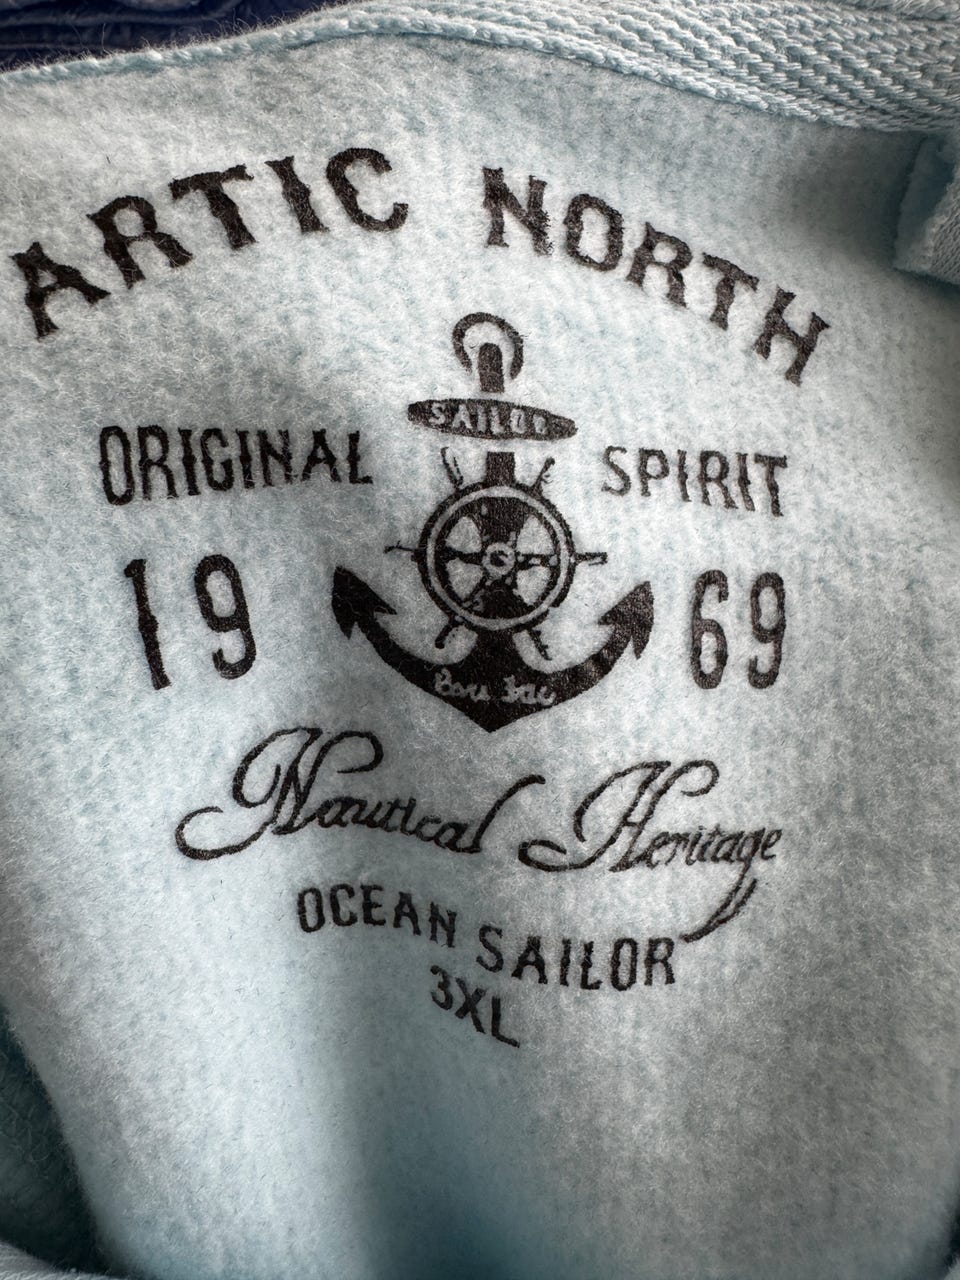 ARTIC NORTH
SAILOR
ORIGINAL SPIRIT
19 69
Nautical Heritage
OCEAN SAILOR
3XL